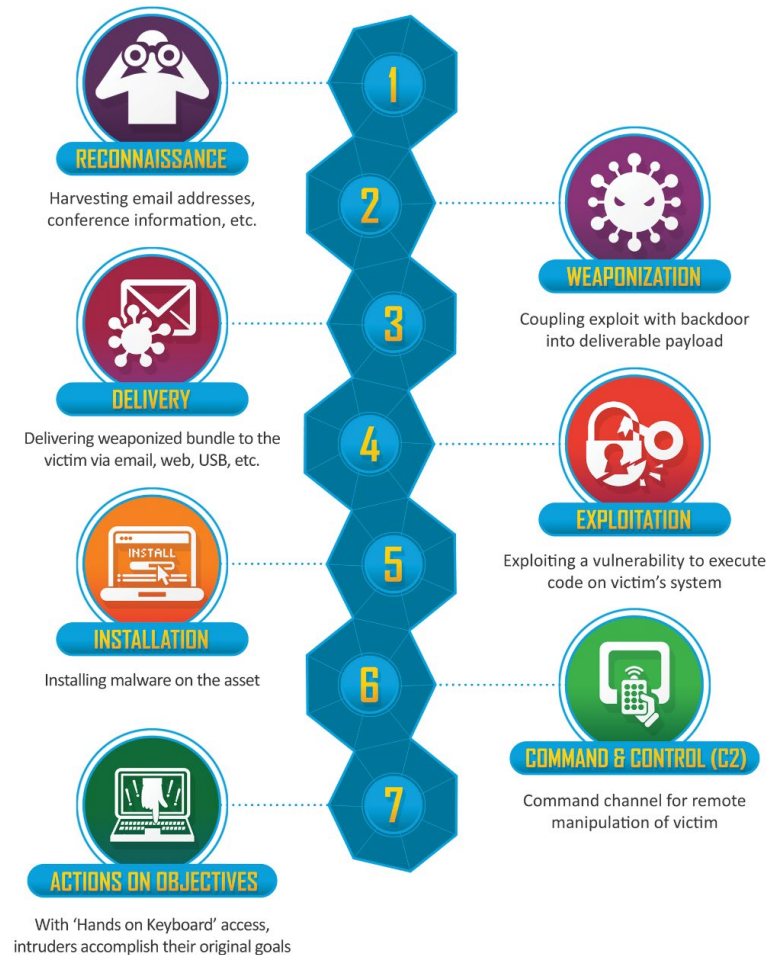 1
RECONNAISSANCE
Harvesting email addresses,
conference information, etc.
2
WEAPONIZATION
Coupling exploit with backdoor
into deliverable payload
3
DELIVERY
Delivering weaponized bundle to the
victim via email, web, USB, etc.
4
EXPLOITATION
Exploiting a vulnerability to execute
code on victim’s system
5
INSTALL
INSTALLATION
Installing malware on the asset
6
COMMAND & CONTROL (C2)
Command channel for remote
manipulation of victim
7
ACTIONS ON OBJECTIVES
With ‘Hands on Keyboard’ access,
intruders accomplish their original goals